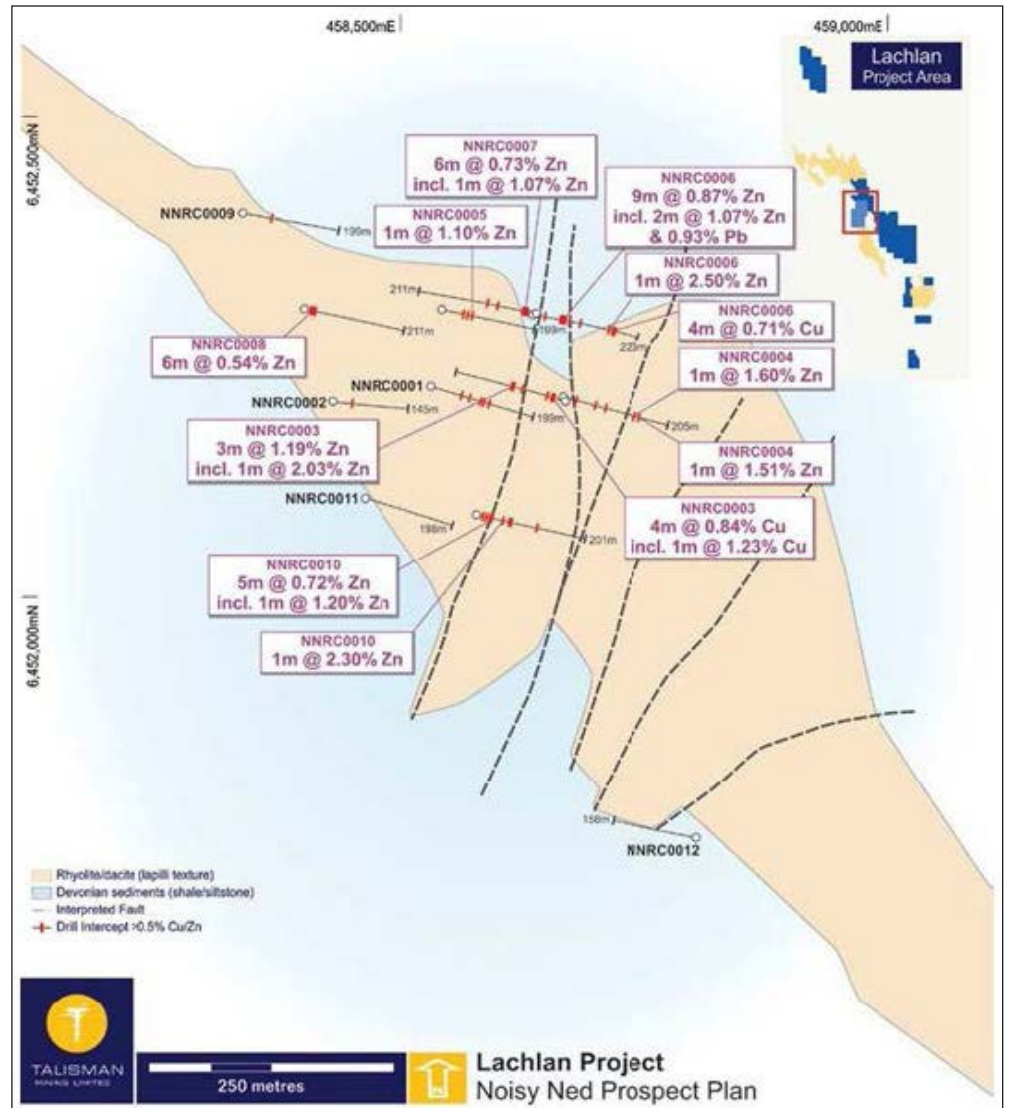 458,500mE
459,000mE
Lachlan
Project Area
6,452,500mN
NNRC0007
6m @ 0.73% Zn
incl. 1m @ 1.07% Zn
NNRC0006
9m @ 0.87% Zn
incl. 2m @ 1.07% Zn
& 0.93% Pb
NNRC0009
199m
NNRC0005
1m @ 1.10% Zn
NNRC0006
1m @ 2.50% Zn
211m
211m
199m
223m
NNRC0006
4m @ 0.71% Cu
NNRC0008
6m @ 0.54% Zn
NNRC0004
1m @ 1.60% Zn
NNRC0001
NNRC0002
145m
199m
205m
NNRC0003
3m @ 1.19% Zn
incl. 1m @ 2.03% Zn
NNRC0004
1m @ 1.51% Zn
NNRC0011
198m
201m
NNRC0003
4m @ 0.84% Cu
incl. 1m @ 1.23% Cu
NNRC0010
5m @ 0.72% Zn
incl. 1m @ 1.20% Zn
6,452,000mN
NNRC0010
1m @ 2.30% Zn
158m
NNRC0012
Rhyolite/dacite (lapilli texture)
Devonian sediments (shale/siltstone)
Interpreted Fault
Drill Intercept >0.5% Cu/Zn
TALISMAN
MINING LIMITED
250 metres
Lachlan Project
Noisy Ned Prospect Plan